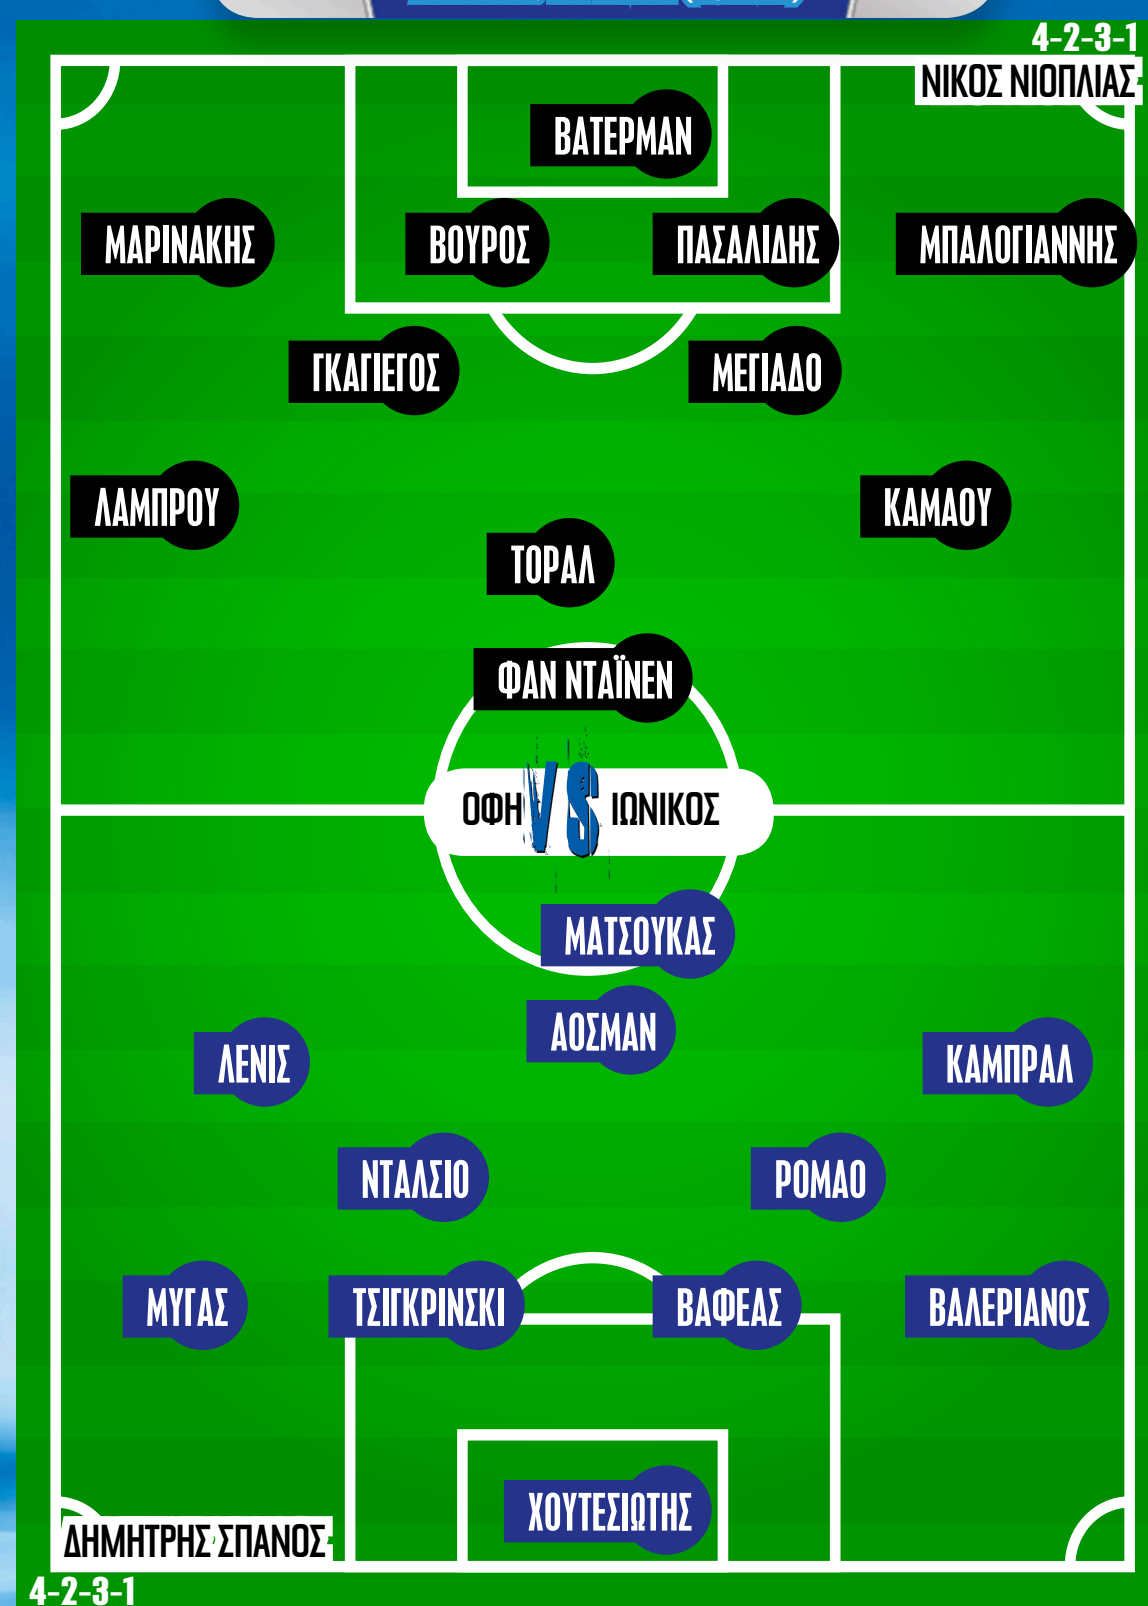 4-2-3-1
ΝΙΚΟΣ ΝΙΟΠΛΙΑΣ
ΒΑΤΕΡΜΑΝ
ΜΑΡΙΝΑΚΗΣ ΒΟΥΡΟΣ ΠΑΣΑΛΙΔΗΣ ΜΠΑΛΟΓΙΑΝΝΗΣ
ΓΚΑΓΙΕΓΟΣ ΜΕΓΙΑΔΟ
ΛΑΜΠΡΟΥ ΚΑΜΑΟΥ
ΤΟΡΑΛ
ΦΑΝ ΝΤΑΪΝΕΝ
ΟΦΗ VS ΙΩΝΙΚΟΣ
ΜΑΤΣΟΥΚΑΣ
ΑΟΣΜΑΝ
ΛΕΝΙΣ ΚΑΜΠΡΑΛ
ΝΤΑΛΣΙΟ ΡΟΜΑΟ
ΜΥΓΑΣ ΤΣΙΓΚΡΙΝΣΚΙ ΒΑΦΕΑΣ ΒΑΛΕΡΙΑΝΟΣ
ΧΟΥΤΕΣΙΩΤΗΣ
ΔΗΜΗΤΡΗΣ ΣΠΑΝΟΣ
4-2-3-1